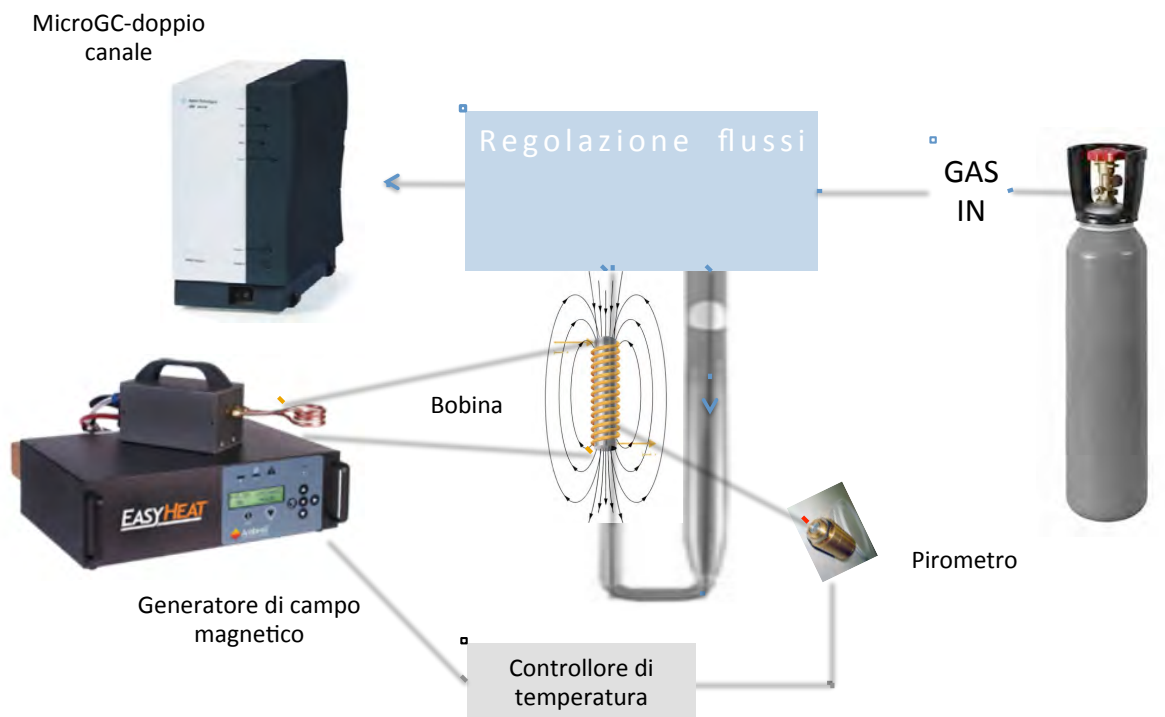 MicroGC-doppio
canale
Regolazione flussi
GAS
IN
Bobina
EASYHEAT
Pirometro
Generatore di campo
magnetico
Controllore di
temperatura